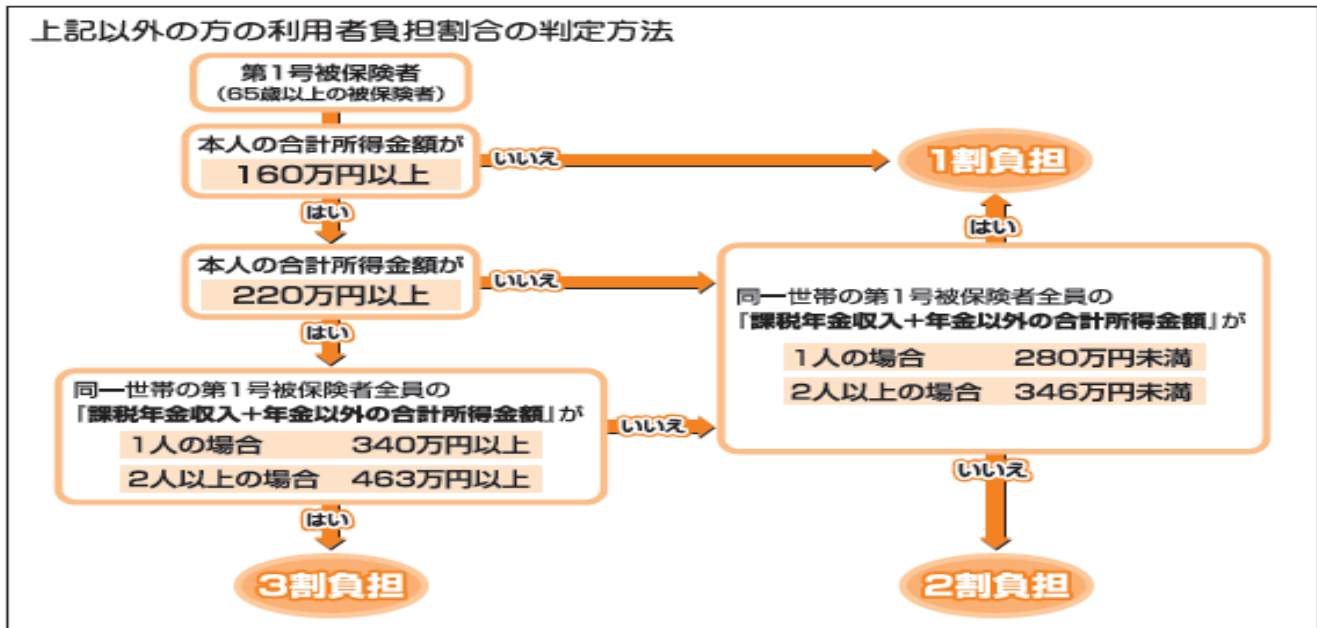 上記以外の方の利用者負担割合の判定方法
第1号被保険者
(65歳以上の被保険者)
本人の合計所得金額が
160万円以上
いいえ
1割負担
はい
はい
本人の合計所得金額が
220万円以上
いいえ
同一世帯の第1号被保険者全員の
『課税年金収入+年金以外の合計所得金額』が
1人の場合 280万円未満
2人以上の場合 346万円未満
はい
同一世帯の第1号被保険者全員の
『課税年金収入+年金以外の合計所得金額』が
1人の場合 340万円以上
2人以上の場合 463万円以上
いいえ
いいえ
はい
3割負担
2割負担